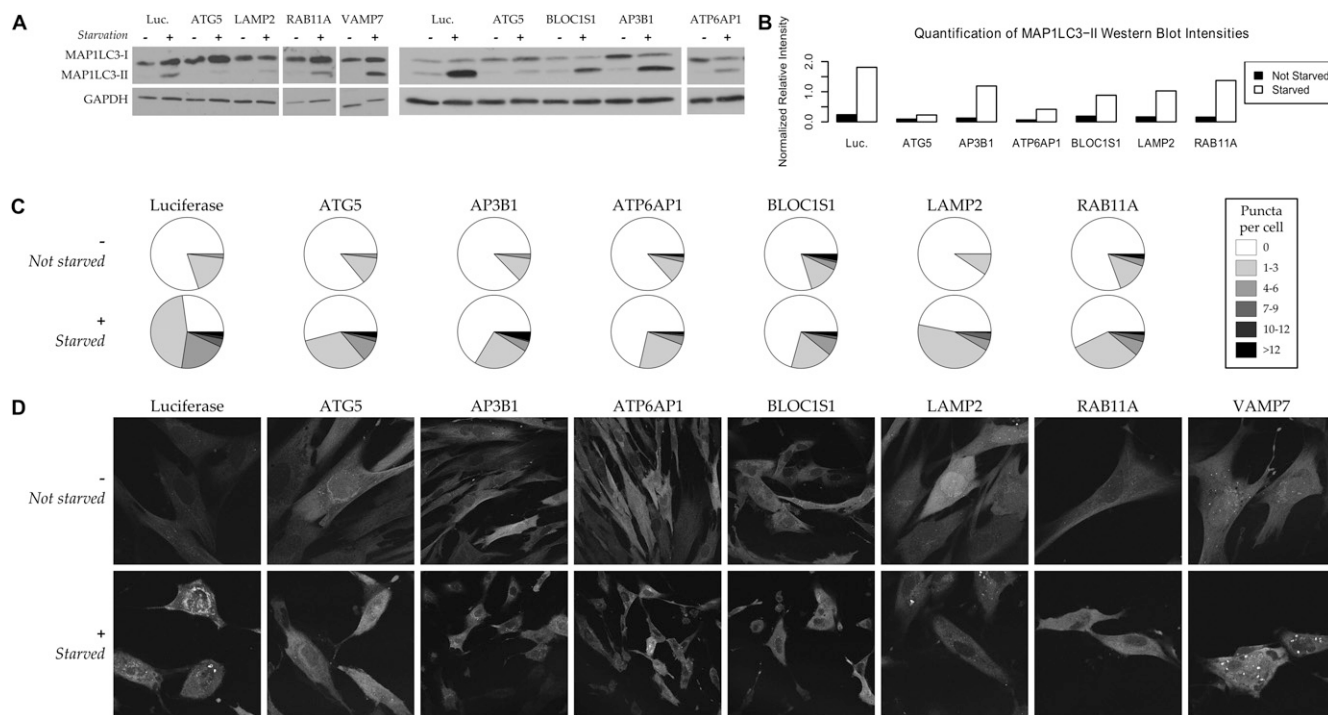 A
Luc. ATG5 LAMP2 RAB11A VAMP7 Luc. ATG5 BLOC1S1 AP3B1 ATP6AP1
Starvation - + - + - + - + - + - + - + - + - + - +
MAP1LC3-I
MAP1LC3-II
GAPDH
B
Quantification of MAP1LC3-II Western Blot Intensities
Normalized Relative Intensity
2.0
1.0
0.0
Not Starved
Starved
Luc. ATG5 AP3B1 ATP6AP1 BLOC1S1 LAMP2 RAB11A
C
Luciferase ATG5 AP3B1 ATP6AP1 BLOC1S1 LAMP2 RAB11A
-
Not starved
+
Starved
Puncta
per cell
0
1-3
4-6
7-9
10-12
>12
D
Luciferase ATG5 AP3B1 ATP6AP1 BLOC1S1 LAMP2 RAB11A VAMP7
-
Not starved
+
Starved